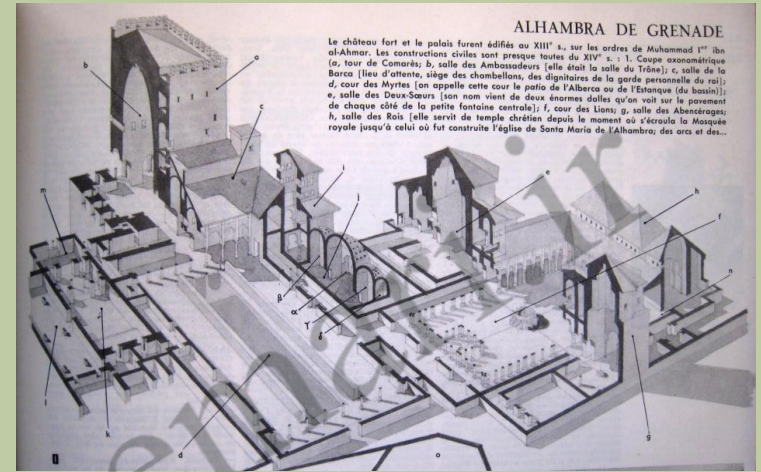 ALHAMBRA DE GRENADE
Le château fort et le palais furent édifiés au XIIIe s., sur les ordres de Muhammad Ier ibn
al-Ahmar. Les constructions civiles sont presque toutes du XIVe s. : 1. Coupe axonométrique
(a, tour de Comarès; b, salle des Ambassadeurs [elle était la salle du Trône]; c, salle de la
Barca [lieu d'attente, siège des chambellans, des dignitaires de la garde personnelle du roi];
d, cour des Myrtes [on appelle cette cour le patio de l'Alberca ou de l'Estanque (du bassin)];
e, salle des Deux-Sœurs [son nom vient de deux énormes dalles qu'on voit sur le pavement
de chaque côté de la petite fontaine centrale]; f, cour des Lions; g, salle des Abencérages;
h, salle des Rois [elle servit de temple chrétien depuis le moment où s'écroula la Mosquée
royale jusqu'à celui où fut construite l'église de Santa Maria de l'Alhambra; des arcs et des...
a
b
c
i
j
e
h
f
m
β
α
γ
δ
n
l
k
d
g
o
1
emari.ir